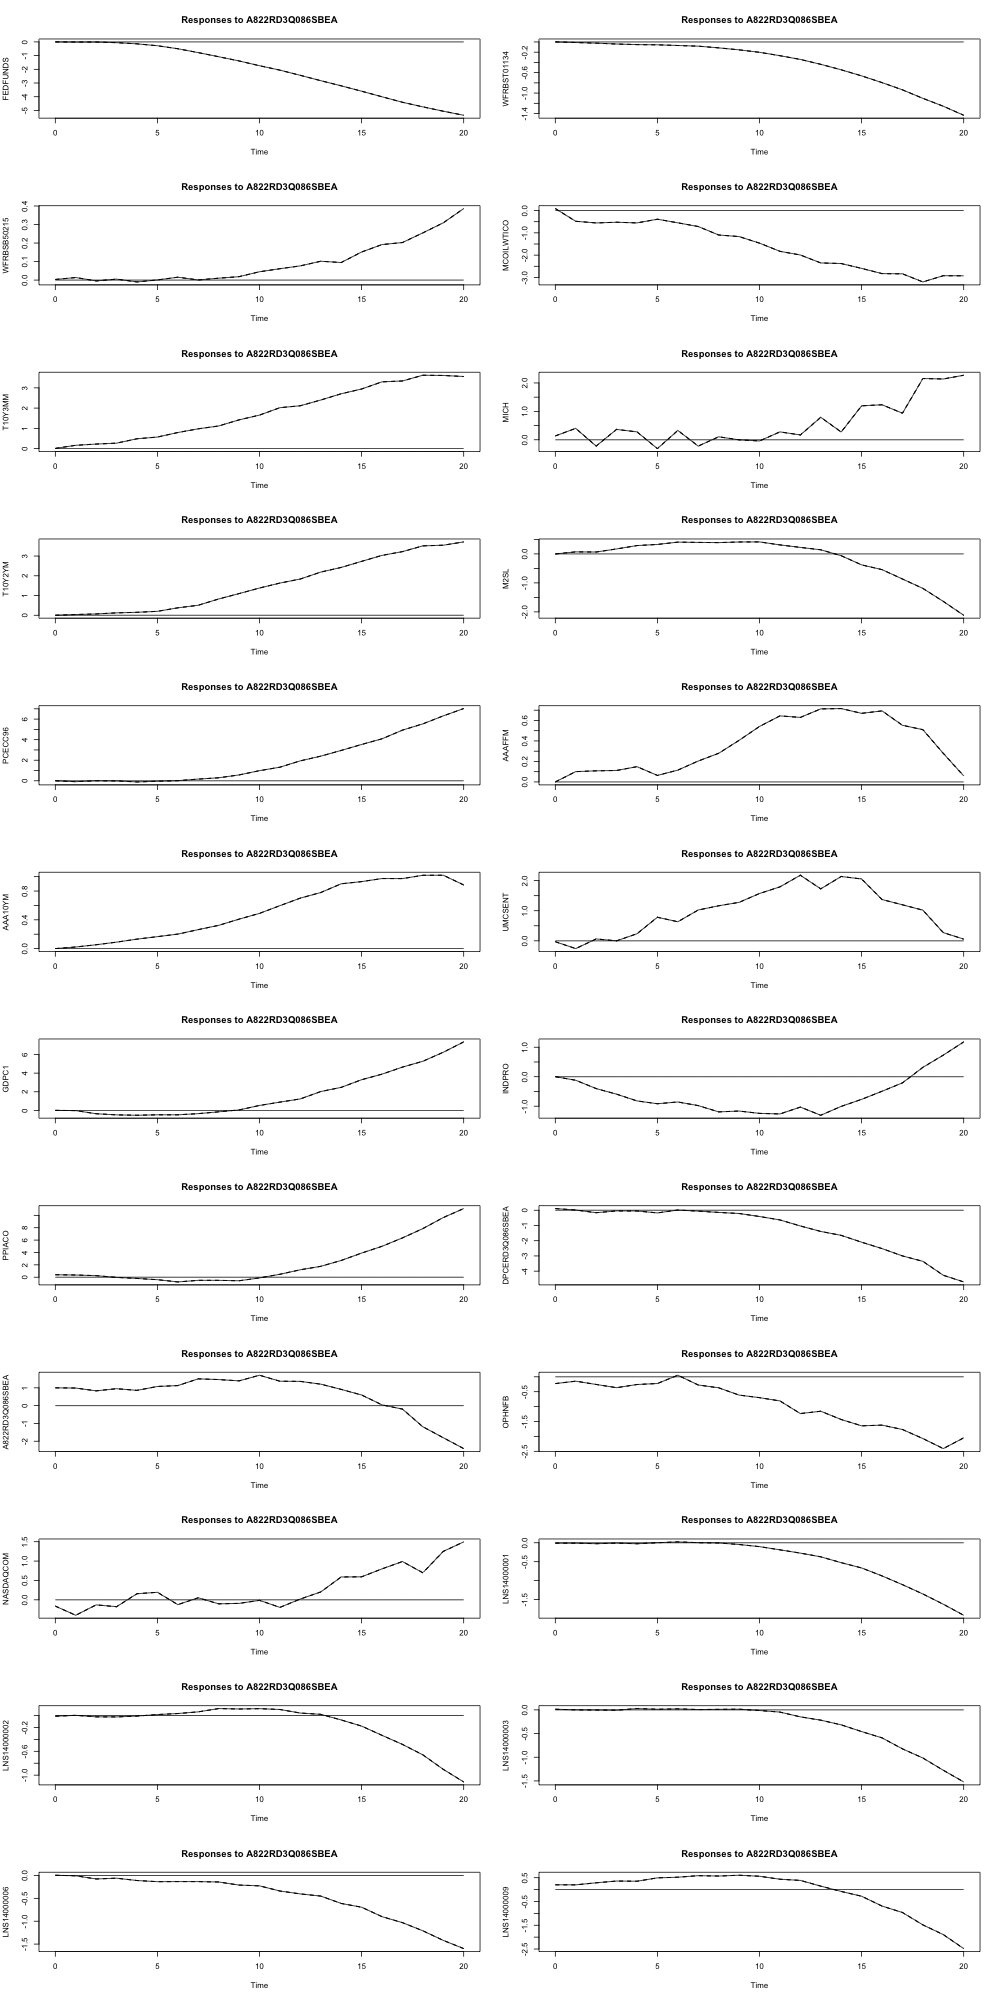 Responses to A822RD3Q086SBEA
FEDFUNDS
0 -1 -2 -3 -4 -5
0 5 10 15 20
Time
Responses to A822RD3Q086SBEA
WFRBST01134
-0.2 -0.6 -1.0 -1.4
0 5 10 15 20
Time
Responses to A822RD3Q086SBEA
WFRBSB50215
0.4 0.3 0.2 0.1 0.0
0 5 10 15 20
Time
Responses to A822RD3Q086SBEA
MCOILWTICO
0.0 -1.0 -2.0 -3.0
0 5 10 15 20
Time
Responses to A822RD3Q086SBEA
T10Y3MM
3 2 1 0
0 5 10 15 20
Time
Responses to A822RD3Q086SBEA
MICH
2.0 1.0 0.0
0 5 10 15 20
Time
Responses to A822RD3Q086SBEA
T10Y2YM
3 2 1 0
0 5 10 15 20
Time
Responses to A822RD3Q086SBEA
M2SL
0.0 -1.0 -2.0
0 5 10 15 20
Time
Responses to A822RD3Q086SBEA
PCECC96
6 4 2 0
0 5 10 15 20
Time
Responses to A822RD3Q086SBEA
AAAFFM
0.6 0.4 0.2 0.0
0 5 10 15 20
Time
Responses to A822RD3Q086SBEA
AAA10YM
0.8 0.4 0.0
0 5 10 15 20
Time
Responses to A822RD3Q086SBEA
UMCSENT
2.0 1.0 0.0
0 5 10 15 20
Time
Responses to A822RD3Q086SBEA
GDPC1
6 4 2 0
0 5 10 15 20
Time
Responses to A822RD3Q086SBEA
INDPRO
1.0 0.0 -1.0
0 5 10 15 20
Time
Responses to A822RD3Q086SBEA
PPIACO
8 6 4 2 0
0 5 10 15 20
Time
Responses to A822RD3Q086SBEA
DPCERD3Q086SBEA
0 -1 -2 -3 -4
0 5 10 15 20
Time
Responses to A822RD3Q086SBEA
A822RD3Q086SBEA
1 0 -1 -2
0 5 10 15 20
Time
Responses to A822RD3Q086SBEA
OPHNFB
-0.5 -1.5 -2.5
0 5 10 15 20
Time
Responses to A822RD3Q086SBEA
NASDAQCOM
1.5 1.0 0.5 0.0
0 5 10 15 20
Time
Responses to A822RD3Q086SBEA
LNS14000001
0.0 -0.5 -1.5
0 5 10 15 20
Time
Responses to A822RD3Q086SBEA
LNS14000002
-0.2 -0.6 -1.0
0 5 10 15 20
Time
Responses to A822RD3Q086SBEA
LNS14000003
0.0 -0.5 -1.0 -1.5
0 5 10 15 20
Time
Responses to A822RD3Q086SBEA
LNS14000006
0.0 -0.5 -1.0 -1.5
0 5 10 15 20
Time
Responses to A822RD3Q086SBEA
LNS14000009
0.5 -0.5 -1.5 -2.5
0 5 10 15 20
Time